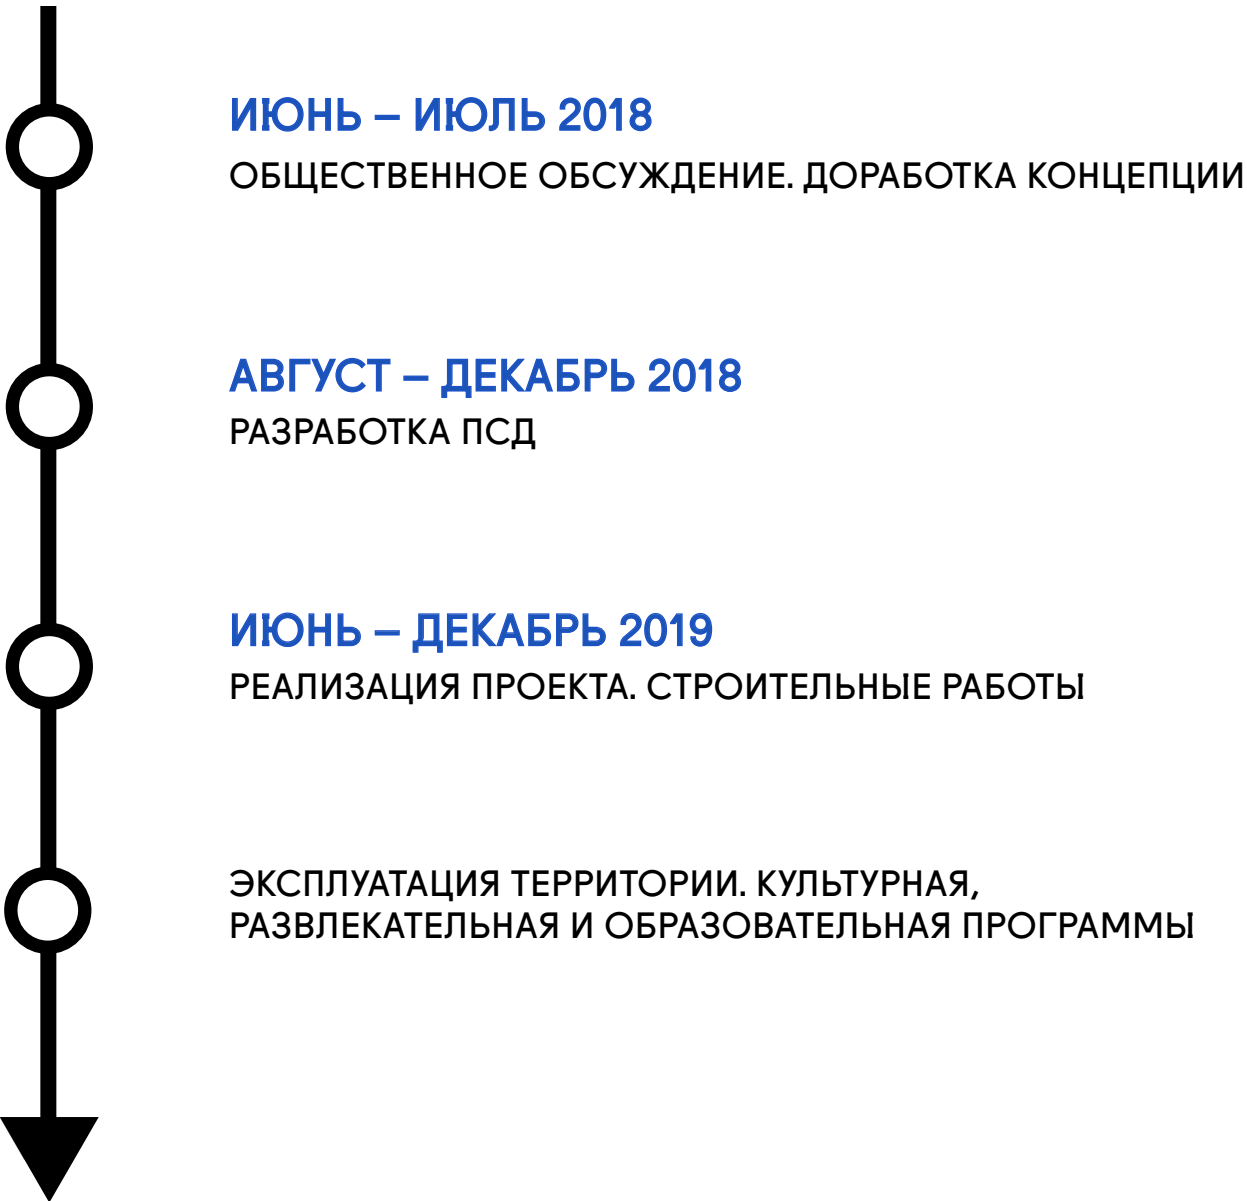 ИЮНЬ – ИЮЛЬ 2018
ОБЩЕСТВЕННОЕ ОБСУЖДЕНИЕ. ДОРАБОТКА КОНЦЕПЦИИ
АВГУСТ – ДЕКАБРЬ 2018
РАЗРАБОТКА ПСД
ИЮНЬ – ДЕКАБРЬ 2019
РЕАЛИЗАЦИЯ ПРОЕКТА. СТРОИТЕЛЬНЫЕ РАБОТЫ
ЭКСПЛУАТАЦИЯ ТЕРРИТОРИИ. КУЛЬТУРНАЯ,
РАЗВЛЕКАТЕЛЬНАЯ И ОБРАЗОВАТЕЛЬНАЯ ПРОГРАММЫ